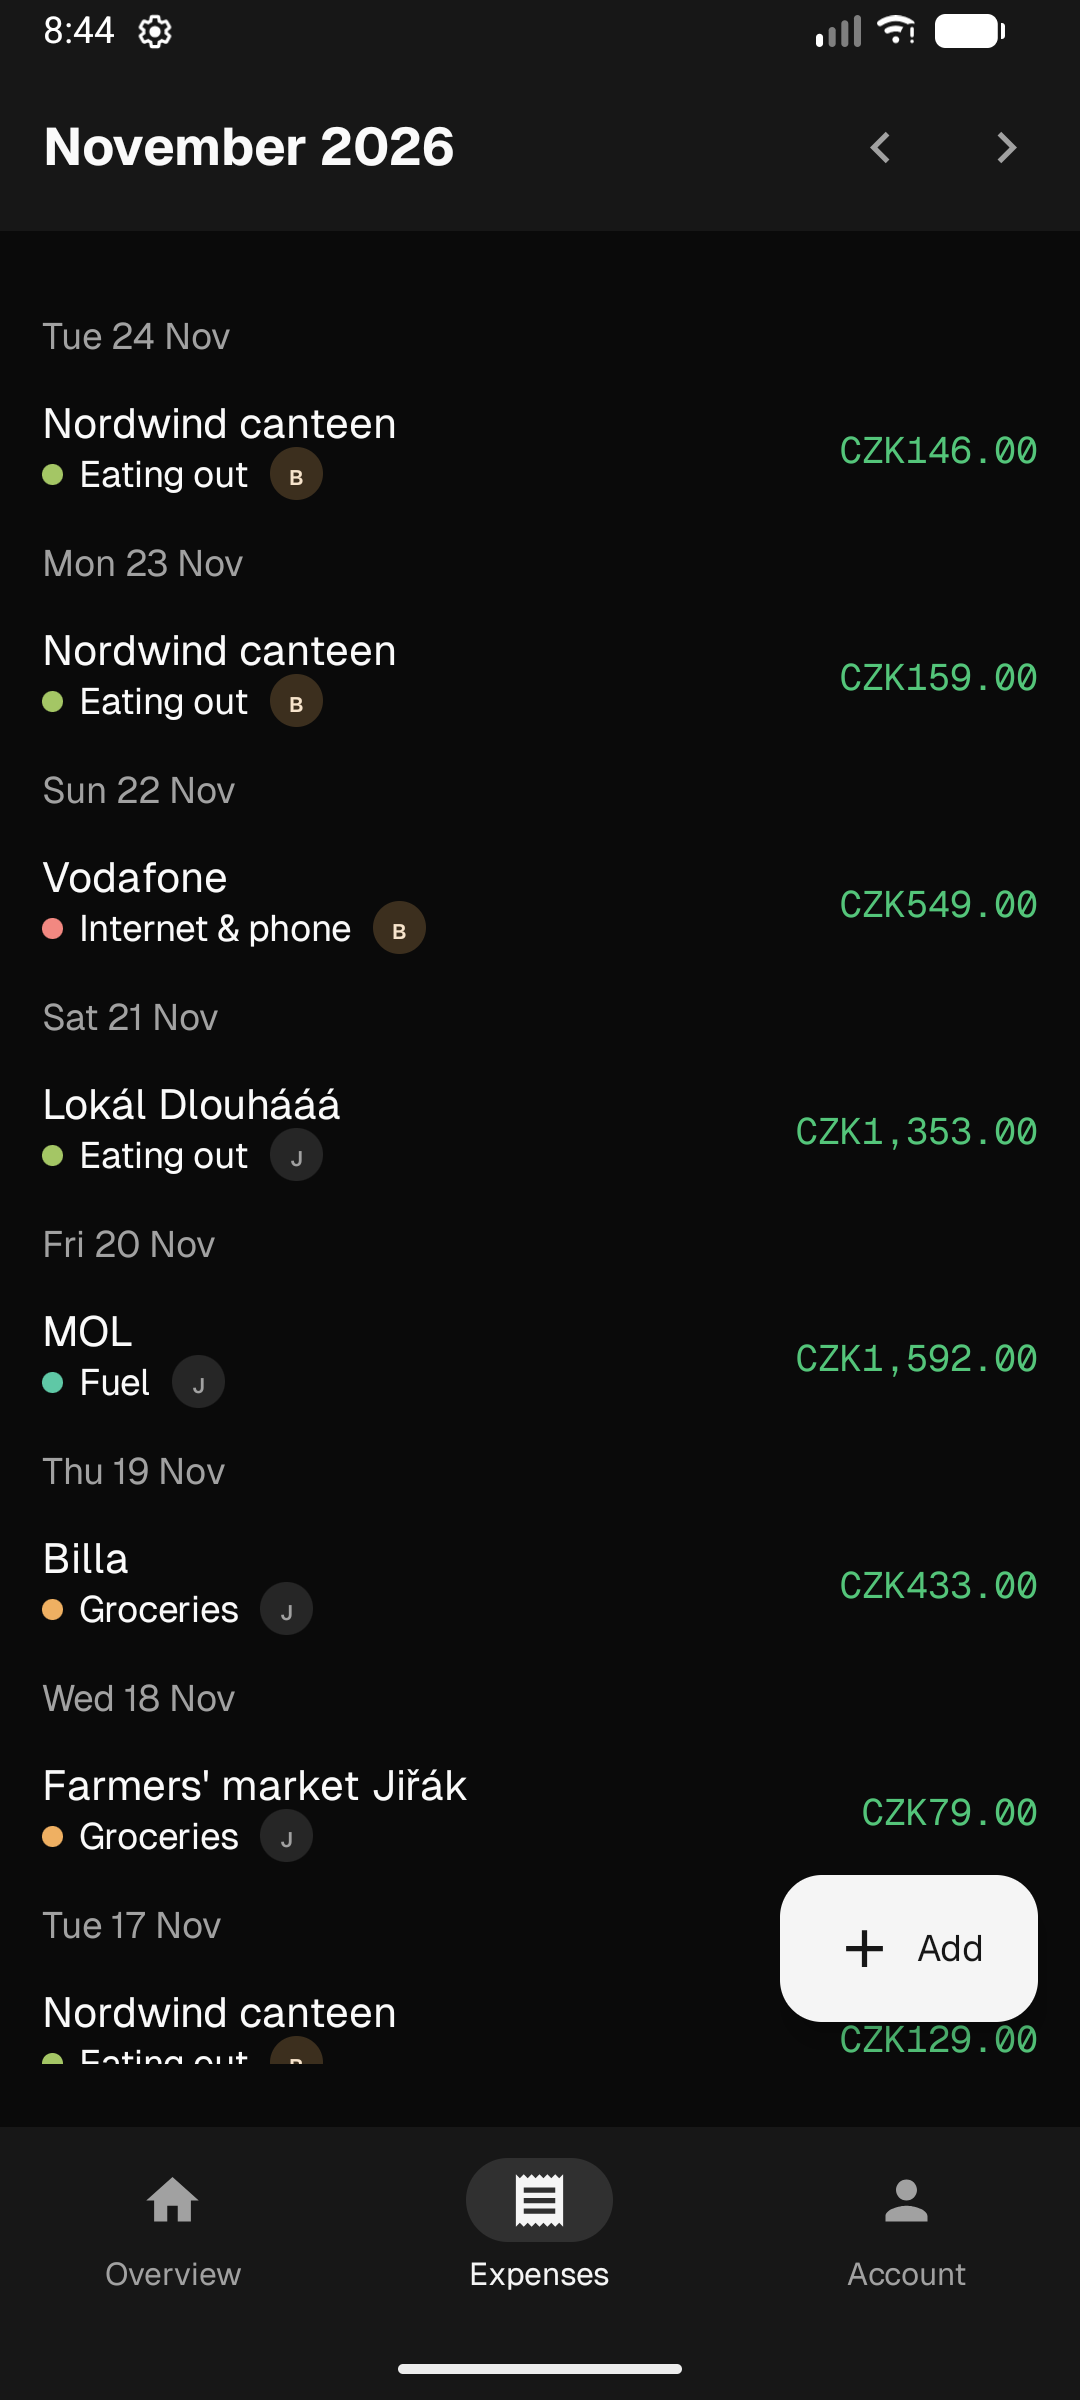 8:44
November 2026
Tue 24 Nov
Nordwind canteen
CZK146.00
Eating out B
Mon 23 Nov
Nordwind canteen
CZK159.00
Eating out B
Sun 22 Nov
Vodafone
CZK549.00
Internet & phone B
Sat 21 Nov
Lokál Dlouhááá
CZK1,353.00
Eating out J
Fri 20 Nov
MOL
CZK1,592.00
Fuel J
Thu 19 Nov
Billa
CZK433.00
Groceries J
Wed 18 Nov
Farmers' market Jiřák
CZK79.00
Groceries J
Tue 17 Nov
Add
Nordwind canteen
CZK129.00
Eating out B
Overview
Expenses
Account